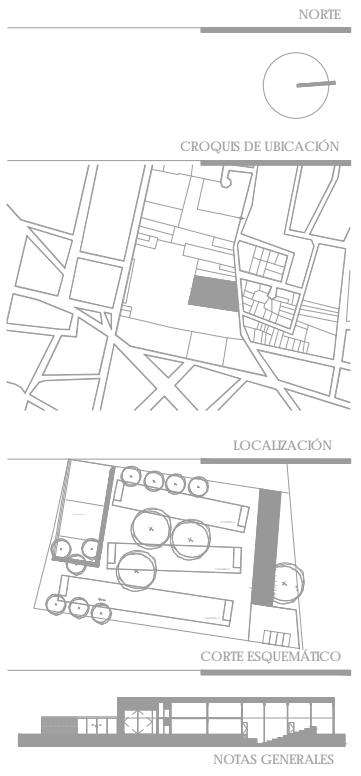 NORTE
CROQUIS DE UBICACIÓN
LOCALIZACIÓN
CORTE ESQUEMÁTICO
NOTAS GENERALES